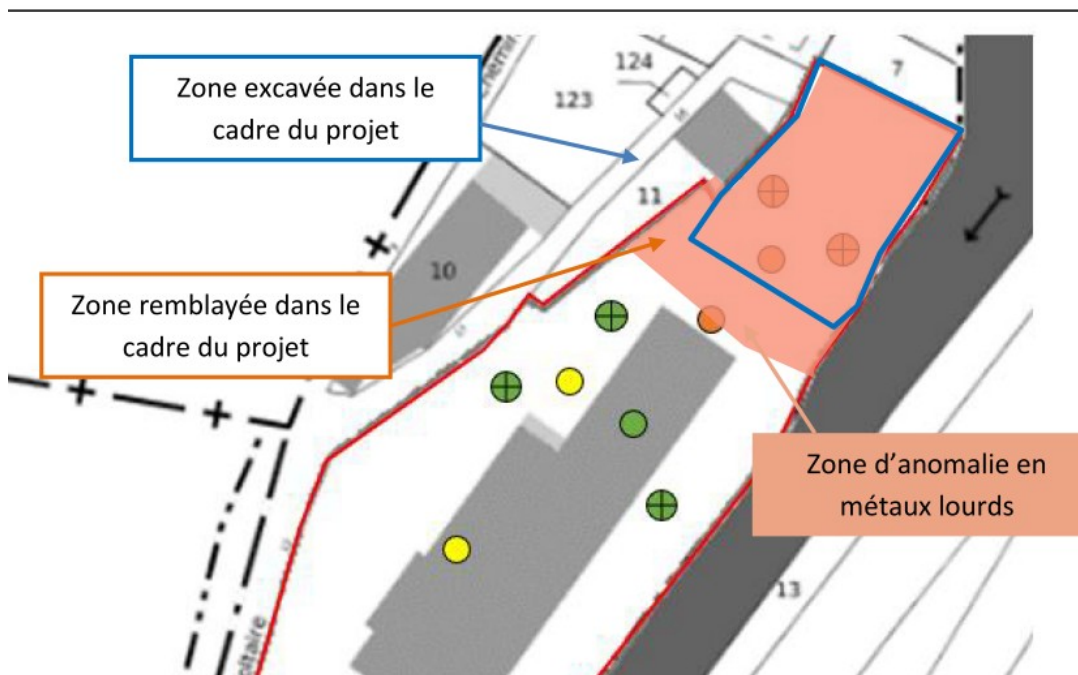 Chemin
124
7
Zone excavée dans le
cadre du projet
123
11
10
Zone remblayée dans le
cadre du projet
Zone d’anomalie en
métaux lourds
13